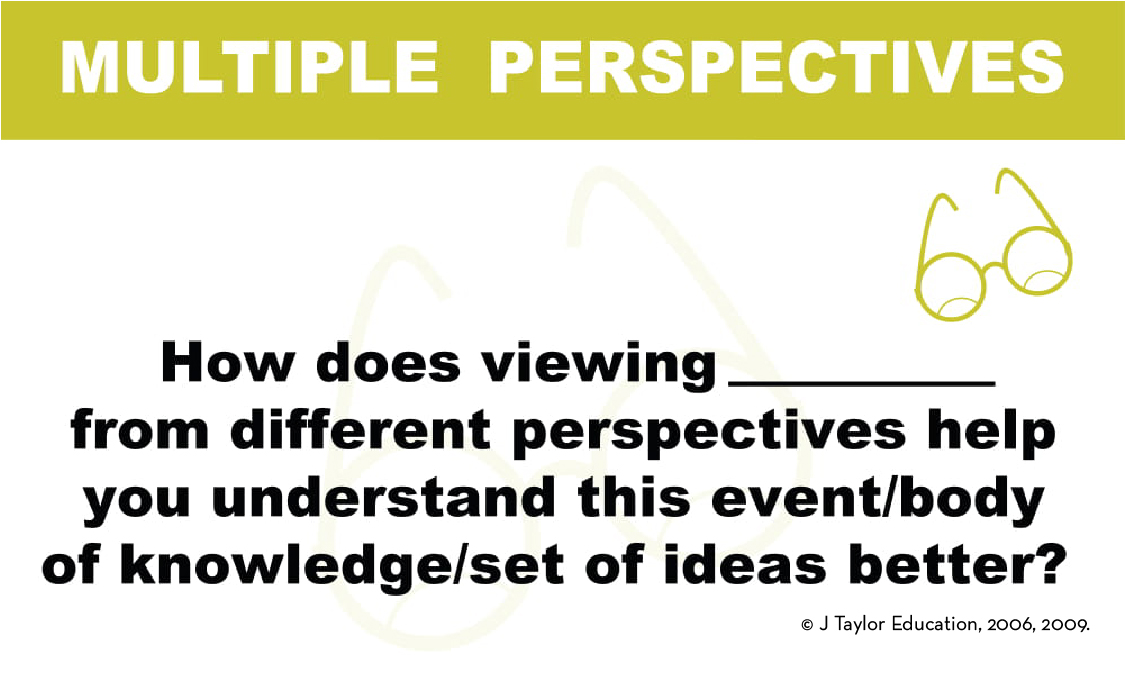 MULTIPLE PERSPECTIVES
How does viewing _________
from different perspectives help
you understand this event/body
of knowledge/set of ideas better?
© J Taylor Education, 2006, 2009.